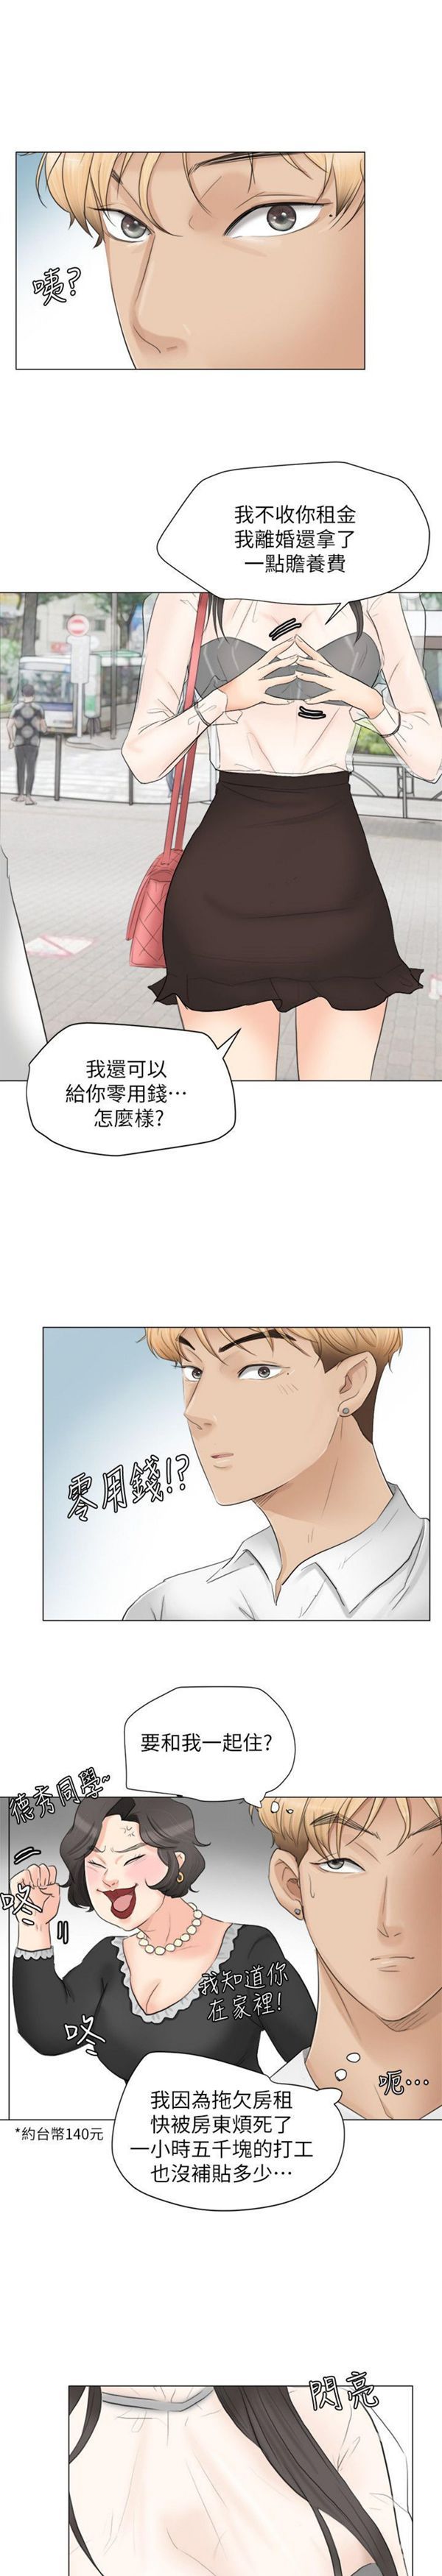 咦?
我不收你租金
我離婚還拿了
一點贍養費
我還可以
給你零用錢…
怎麼樣?
零用錢!?
要和我一起住?
德秀同學~
咚
咚
我知道你
在家裡!
呃…
我因為拖欠房租
快被房東煩死了
一小時五千塊的打工
也沒補貼多少…
*約台幣140元
閃亮